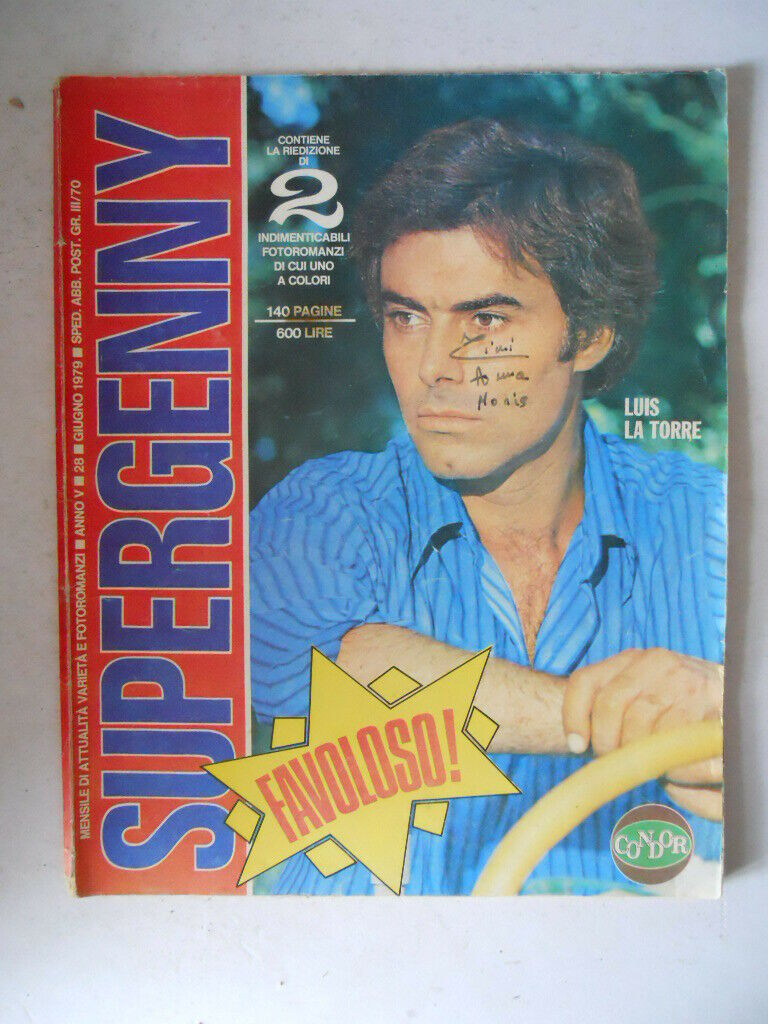 SUPERGENNY
MENSILE DI ATTUALITÀ VARIETÀ E FOTOROMANZI ■ ANNO V ■ 28 ■ GIUGNO 1979 ■ SPED. ABB. POST. GR. III/70
CONTIENE
LA RIEDIZIONE
DI
2
INDIMENTICABILI
FOTOROMANZI
DI CUI UNO
A COLORI
140 PAGINE
600 LIRE
LUIS
LA TORRE
FAVOLOSO!
CONDOR